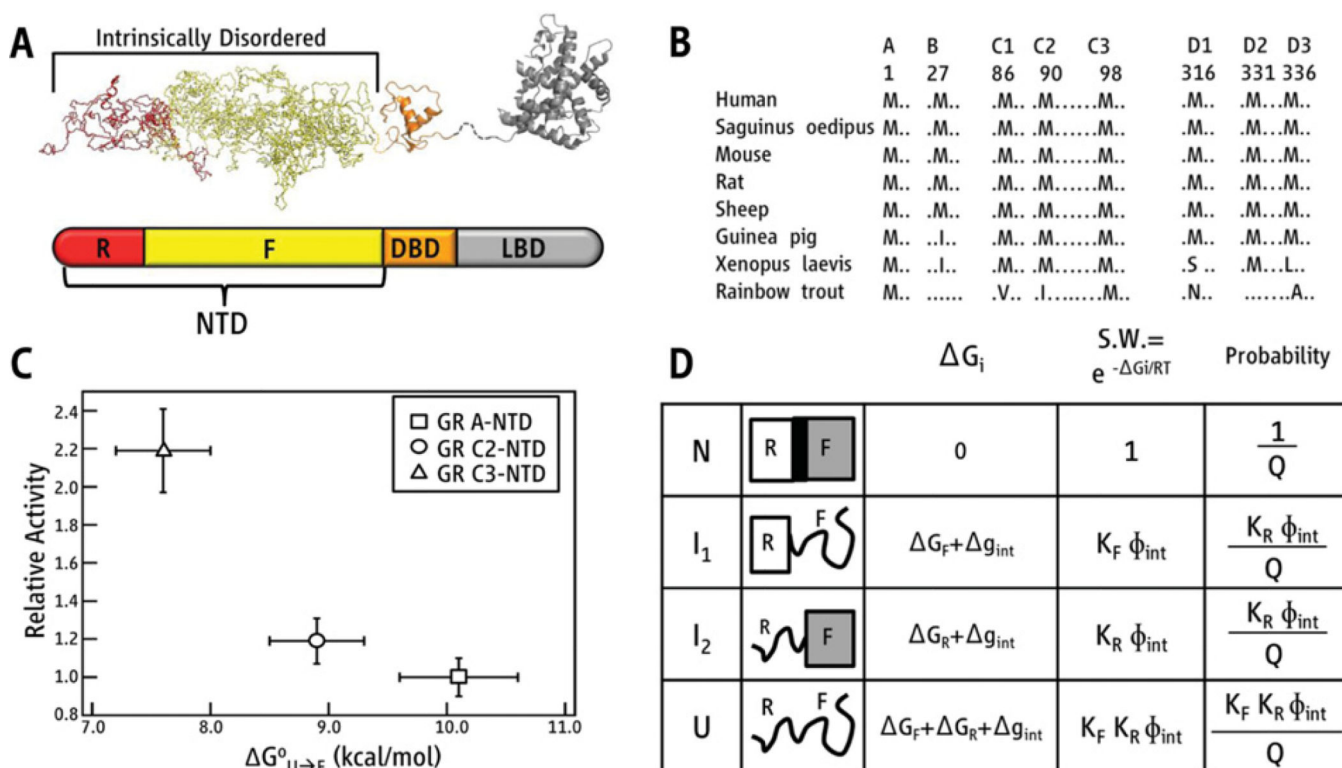 A
Intrinsically Disordered
R F DBD LBD
NTD
B
A B C1 C2 C3 D1 D2 D3
1 27 86 90 98 316 331 336
Human M.. .M.. .M.. .M......M.. .M.. .M...M..
Saguinus oedipus M.. .M.. .M.. .M......M.. .M.. .M...M..
Mouse M.. .M.. .M.. .M......M.. .M.. .M...M..
Rat M.. .M.. .M.. .M......M.. .M.. .M...M..
Sheep M.. .M.. .M.. .M......M.. .M.. .M...M..
Guinea pig M.. ..I.. .M.. .M......M.. .M.. .M...M..
Xenopus laevis M.. ..I.. .M.. .M......M.. .S .. .M...L..
Rainbow trout M.. ...... .V.. .I.........M.. .N.. .......A..
C
Relative Activity
2.4
2.2
2.0
1.8
1.6
1.4
1.2
1.0
0.8
7.0 8.0 9.0 10.0 11.0
GR A-NTD
GR C2-NTD
GR C3-NTD
ΔG°U→F (kcal/mol)
D
ΔGi S.W.= e -ΔGi/RT Probability
N R F 0 1 1/Q
I1 R F ΔGF+Δgint KF ϕint KR ϕint/Q
I2 R F ΔGR+Δgint KR ϕint KR ϕint/Q
U R F ΔGF+ΔGR+Δgint KF KR ϕint KF KR ϕint/Q